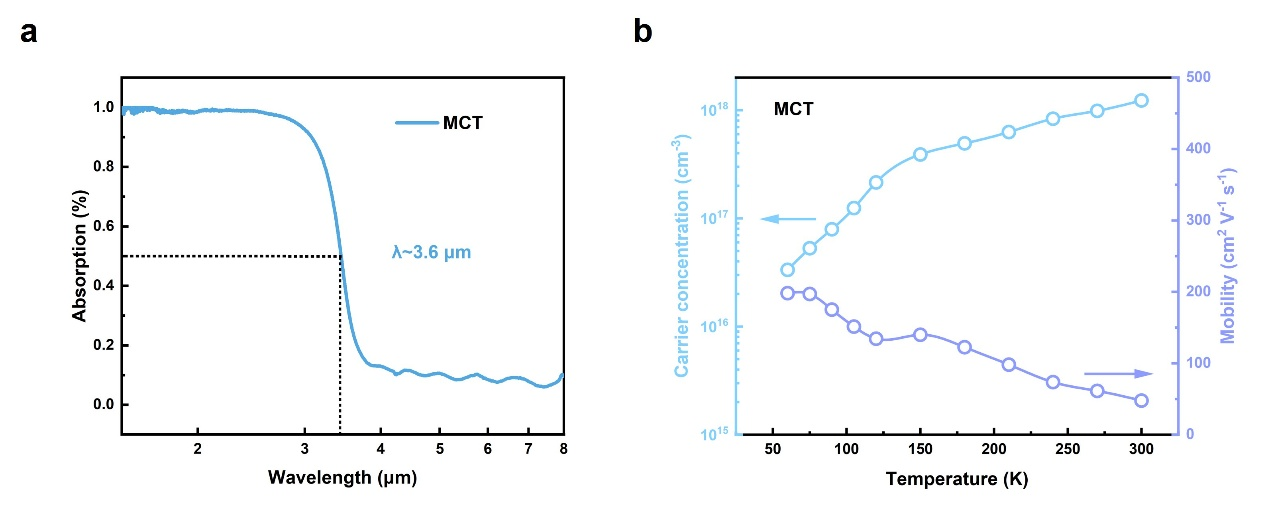 a
Absorption (%)
1.0
0.8
0.6
0.4
0.2
0.0
MCT
λ~3.6 μm
2 3 4 5 6 7 8
Wavelength (μm)
b
Carrier concentration (cm⁻³)
10¹⁸
10¹⁷
10¹⁶
10¹⁵
MCT
500
400
300
200
100
0
Mobility (cm² V⁻¹ s⁻¹)
50 100 150 200 250 300
Temperature (K)